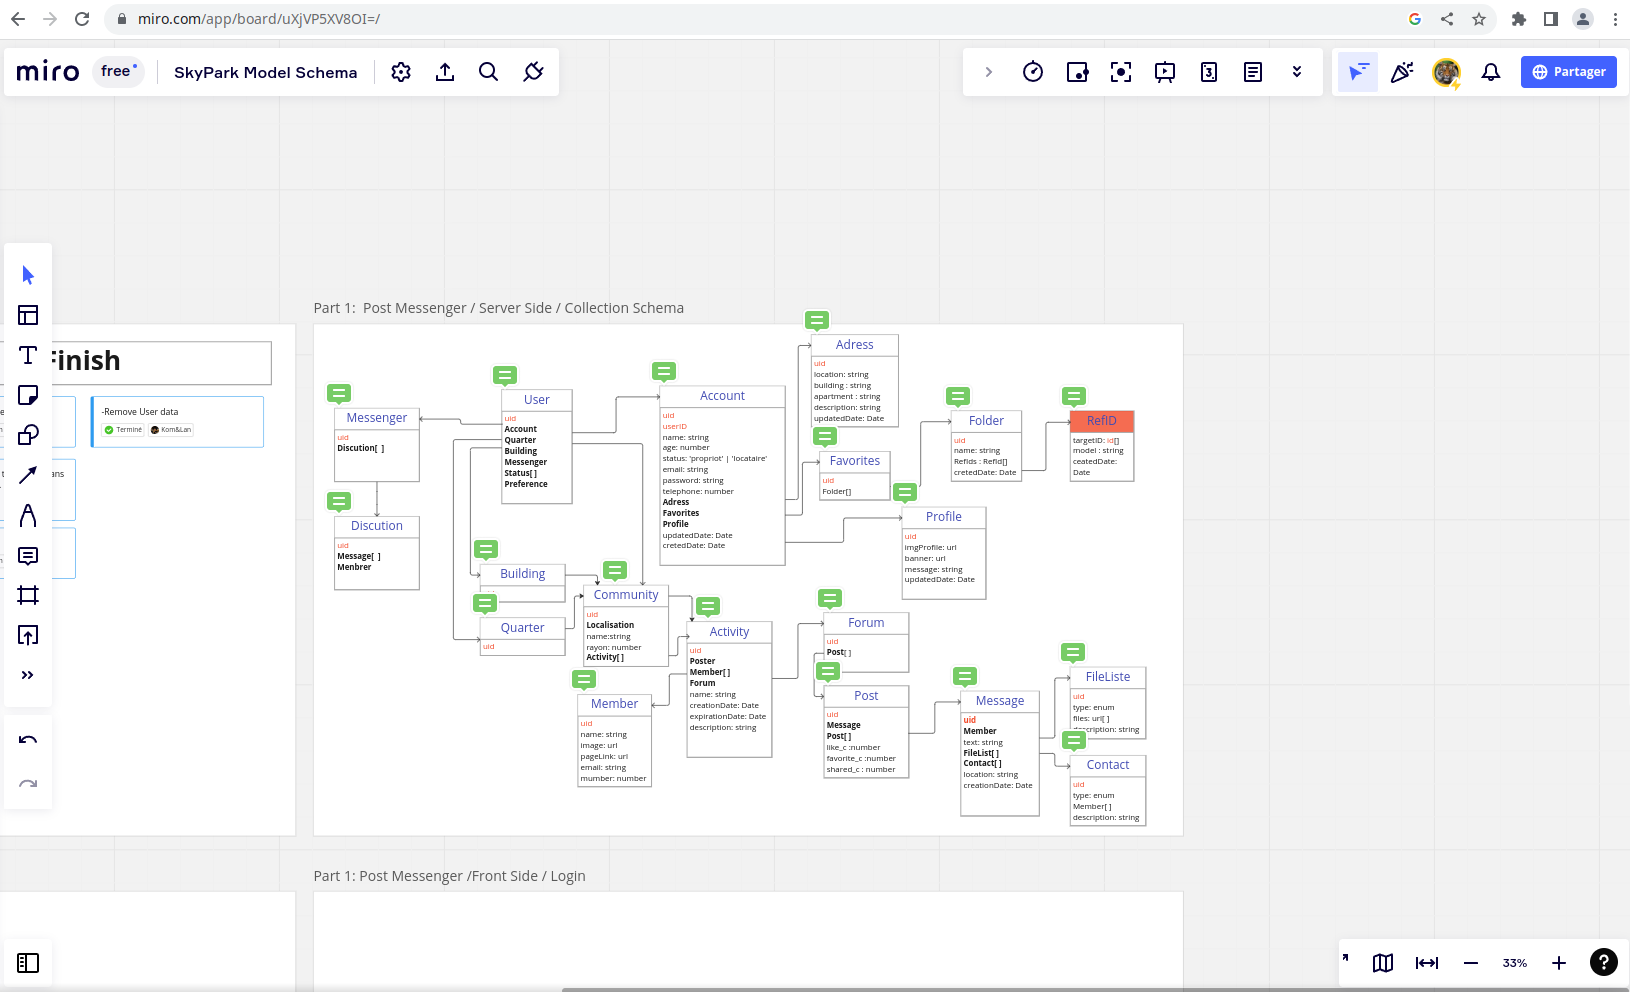 miro.com/app/board/uXjVP5XV8OI=/
miro
free
SkyPark Model Schema
3
Partager
Finish
-Remove User data
Terminé
Kom&Lan
ans
Part 1: Post Messenger / Server Side / Collection Schema
Messenger
uid
Discution[ ]
Discution
uid
Message[ ]
Menbrer
User
uid
Account
Quarter
Building
Messenger
Status[ ]
Preference
Account
uid
userID
name: string
age: number
status: 'propriot' | 'locataire'
email: string
password: string
telephone: number
Adress
Favorites
Profile
updatedDate: Date
cretedDate: Date
Adress
uid
location: string
building : string
apartment : string
description: string
updatedDate: Date
Favorites
uid
Folder[]
Folder
uid
name: string
RefIds : RefId[]
cretedDate: Date
RefID
targetID: id[]
model : string
ceatedDate:
Date
Profile
uid
imgProfile: url
banner: url
message: string
updatedDate: Date
Building
Quarter
uid
Community
uid
Localisation
name:string
rayon: number
Activity[ ]
Activity
uid
Poster
Member[ ]
Forum
name: string
creationDate: Date
expirationDate: Date
description: string
Member
uid
name: string
image: url
pageLink: url
email: string
mumber: number
Forum
uid
Post[ ]
Post
uid
Message
Post[ ]
like_c :number
favorite_c :number
shared_c : number
Message
uid
Member
text: string
FileList[ ]
Contact[ ]
location: string
creationDate: Date
FileListe
uid
type: enum
files: url[ ]
description: string
Contact
uid
type: enum
Member[ ]
description: string
Part 1: Post Messenger /Front Side / Login
33%
?